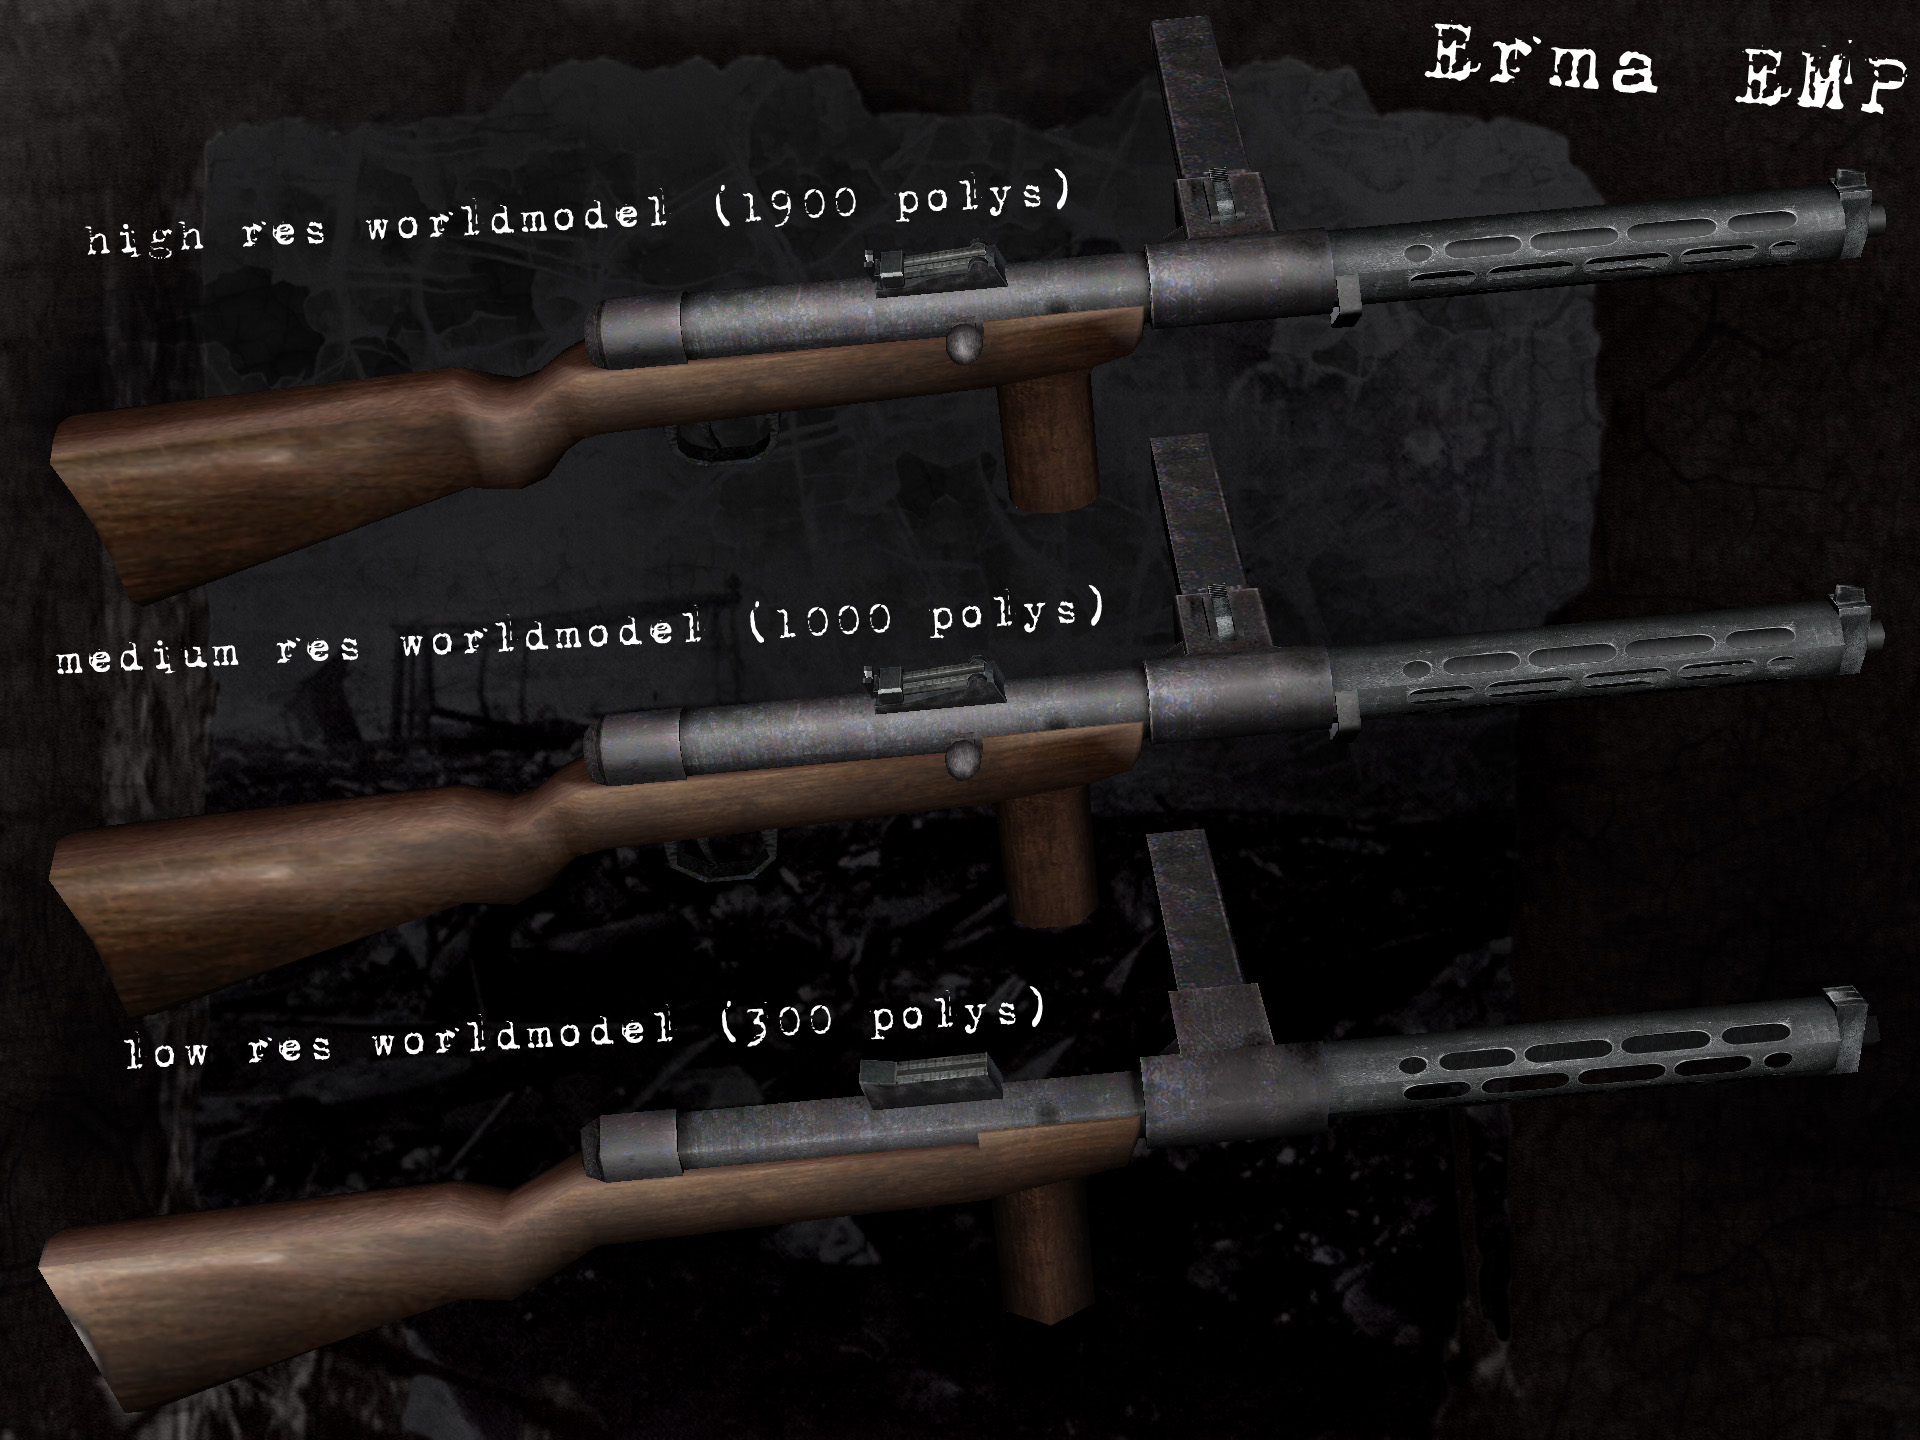 Erma EMP
high res worldmodel (1900 polys)
medium res worldmodel (1000 polys)
low res worldmodel (300 polys)